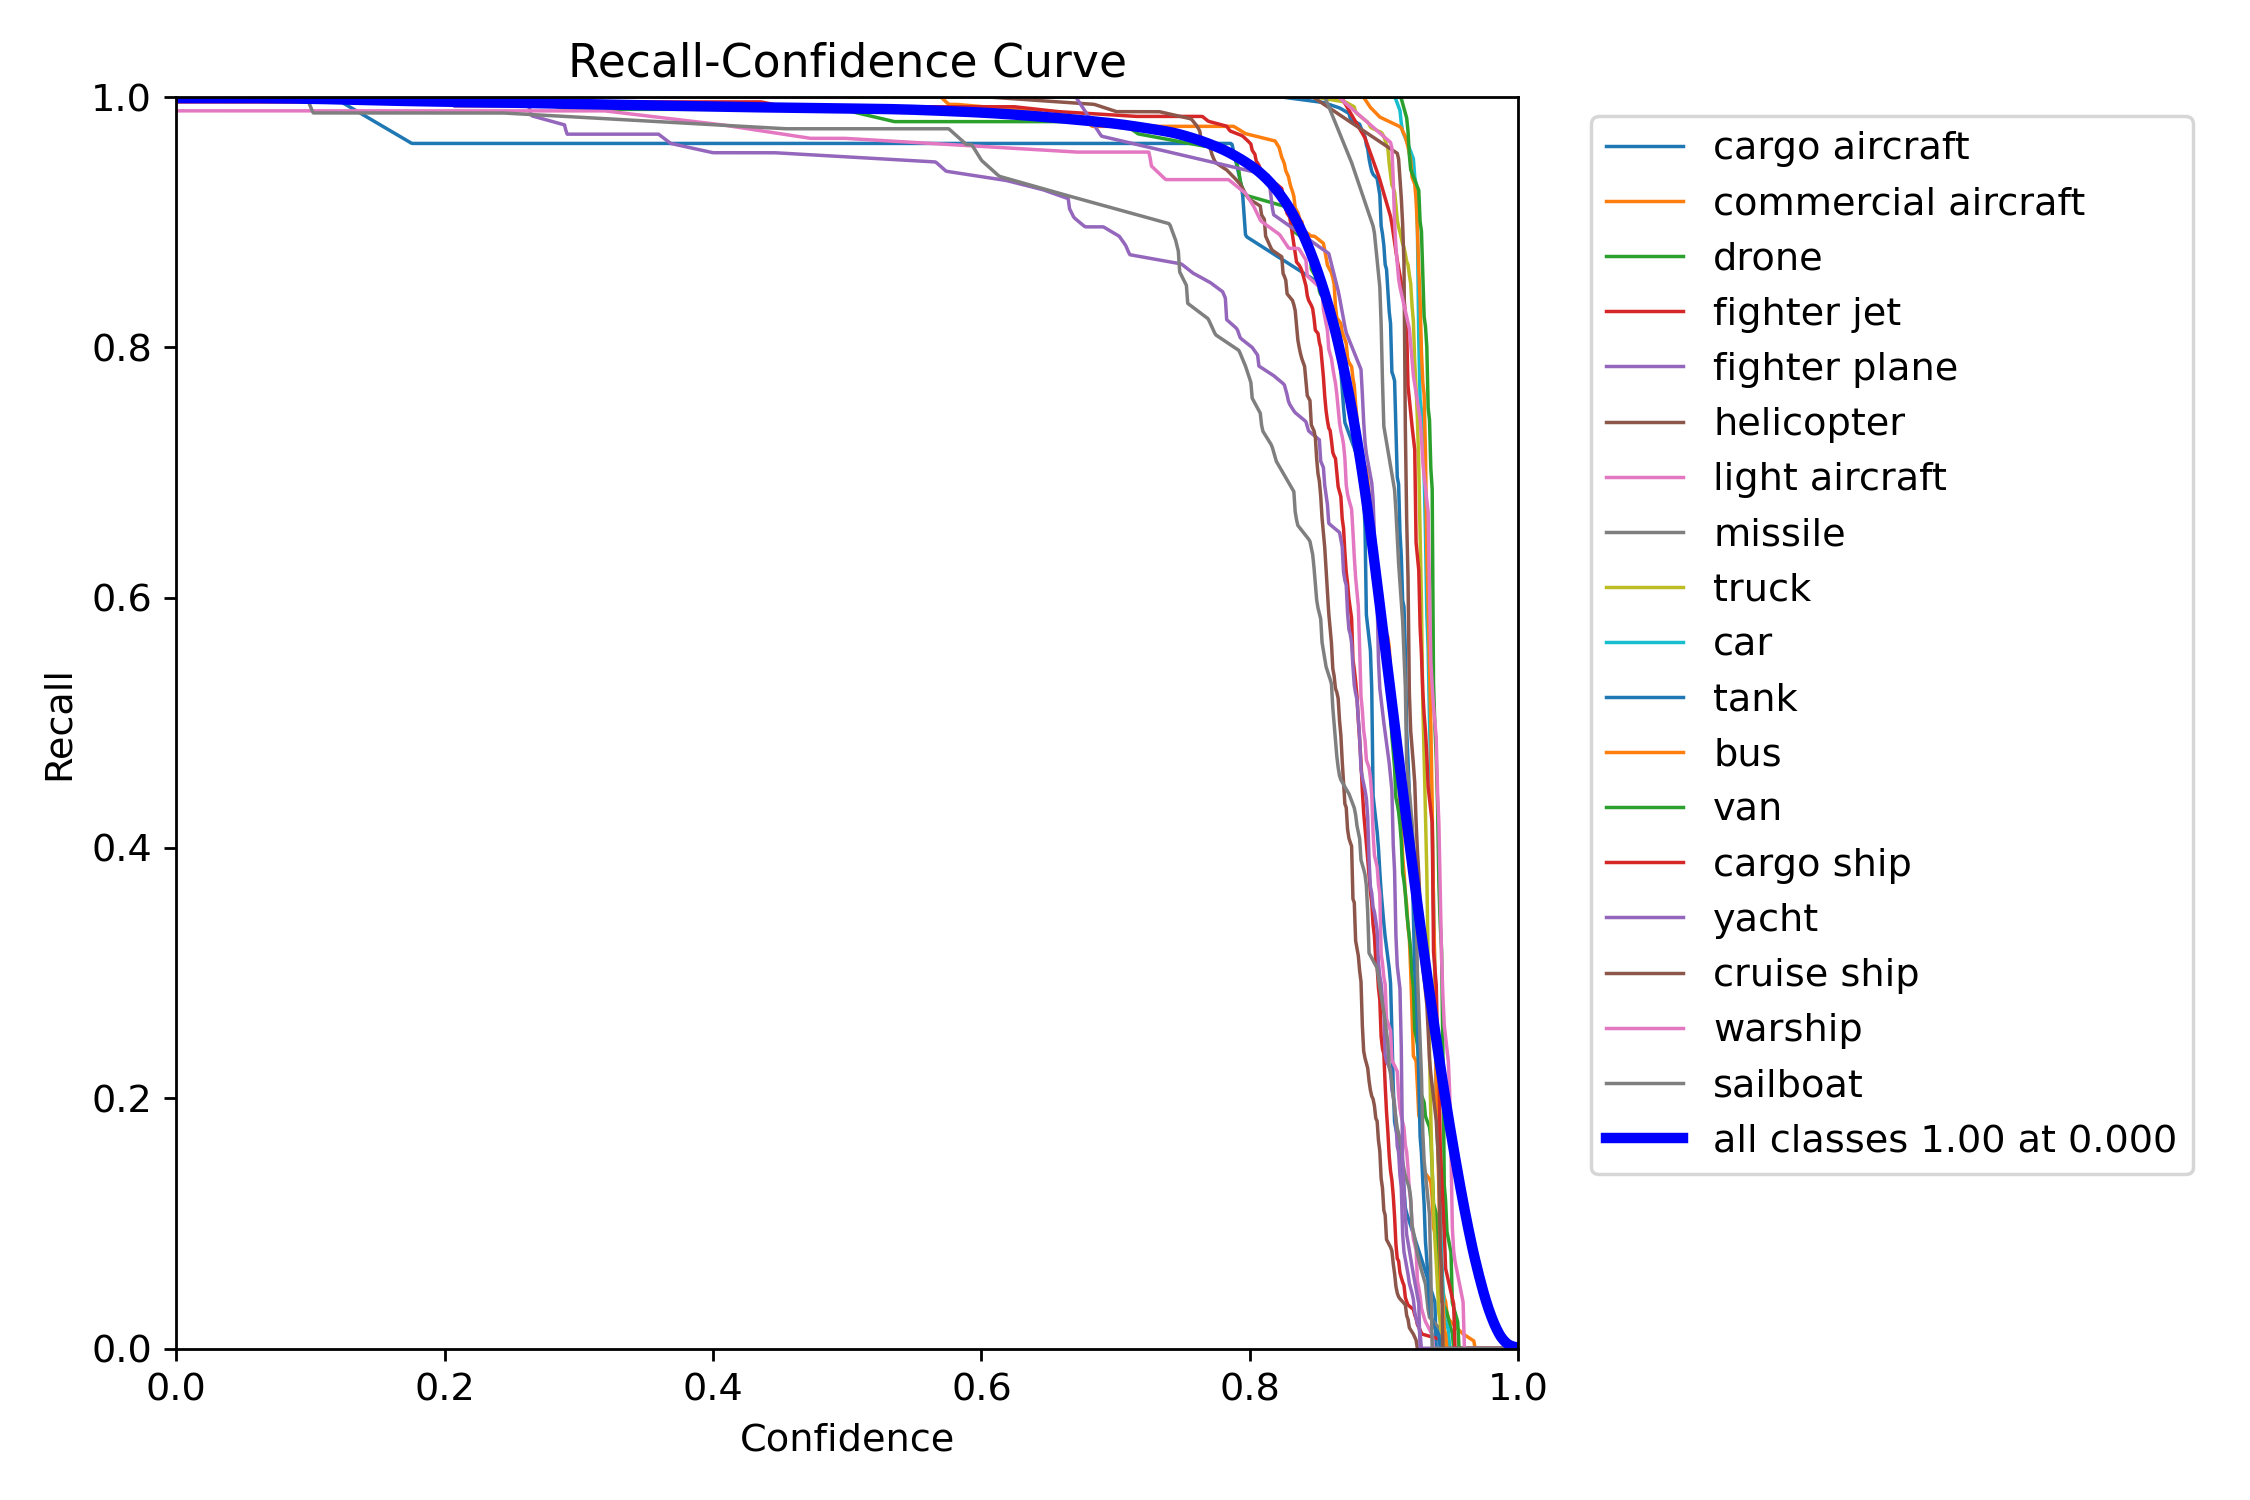 Recall-Confidence Curve
1.0
0.8
0.6
0.4
0.2
0.0
Recall
0.0 0.2 0.4 0.6 0.8 1.0
Confidence
cargo aircraft
commercial aircraft
drone
fighter jet
fighter plane
helicopter
light aircraft
missile
truck
car
tank
bus
van
cargo ship
yacht
cruise ship
warship
sailboat
all classes 1.00 at 0.000